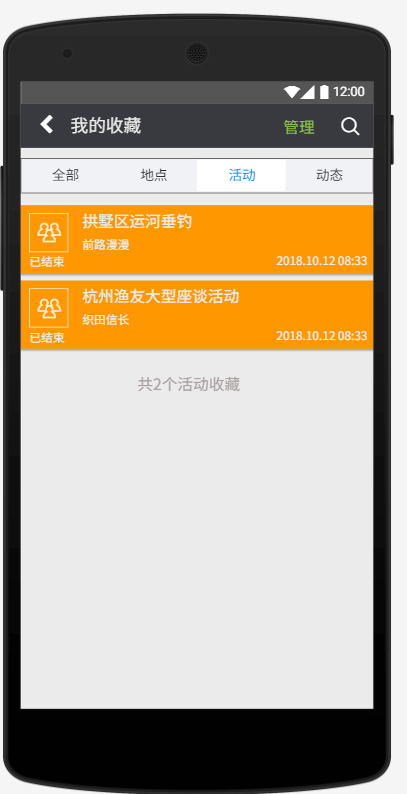 12:00
我的收藏 管理
全部 地点 活动 动态
拱墅区运河垂钓
前路漫漫
已结束 2018.10.12 08:33
杭州渔友大型座谈活动
织田信长
已结束 2018.10.12 08:33
共2个活动收藏